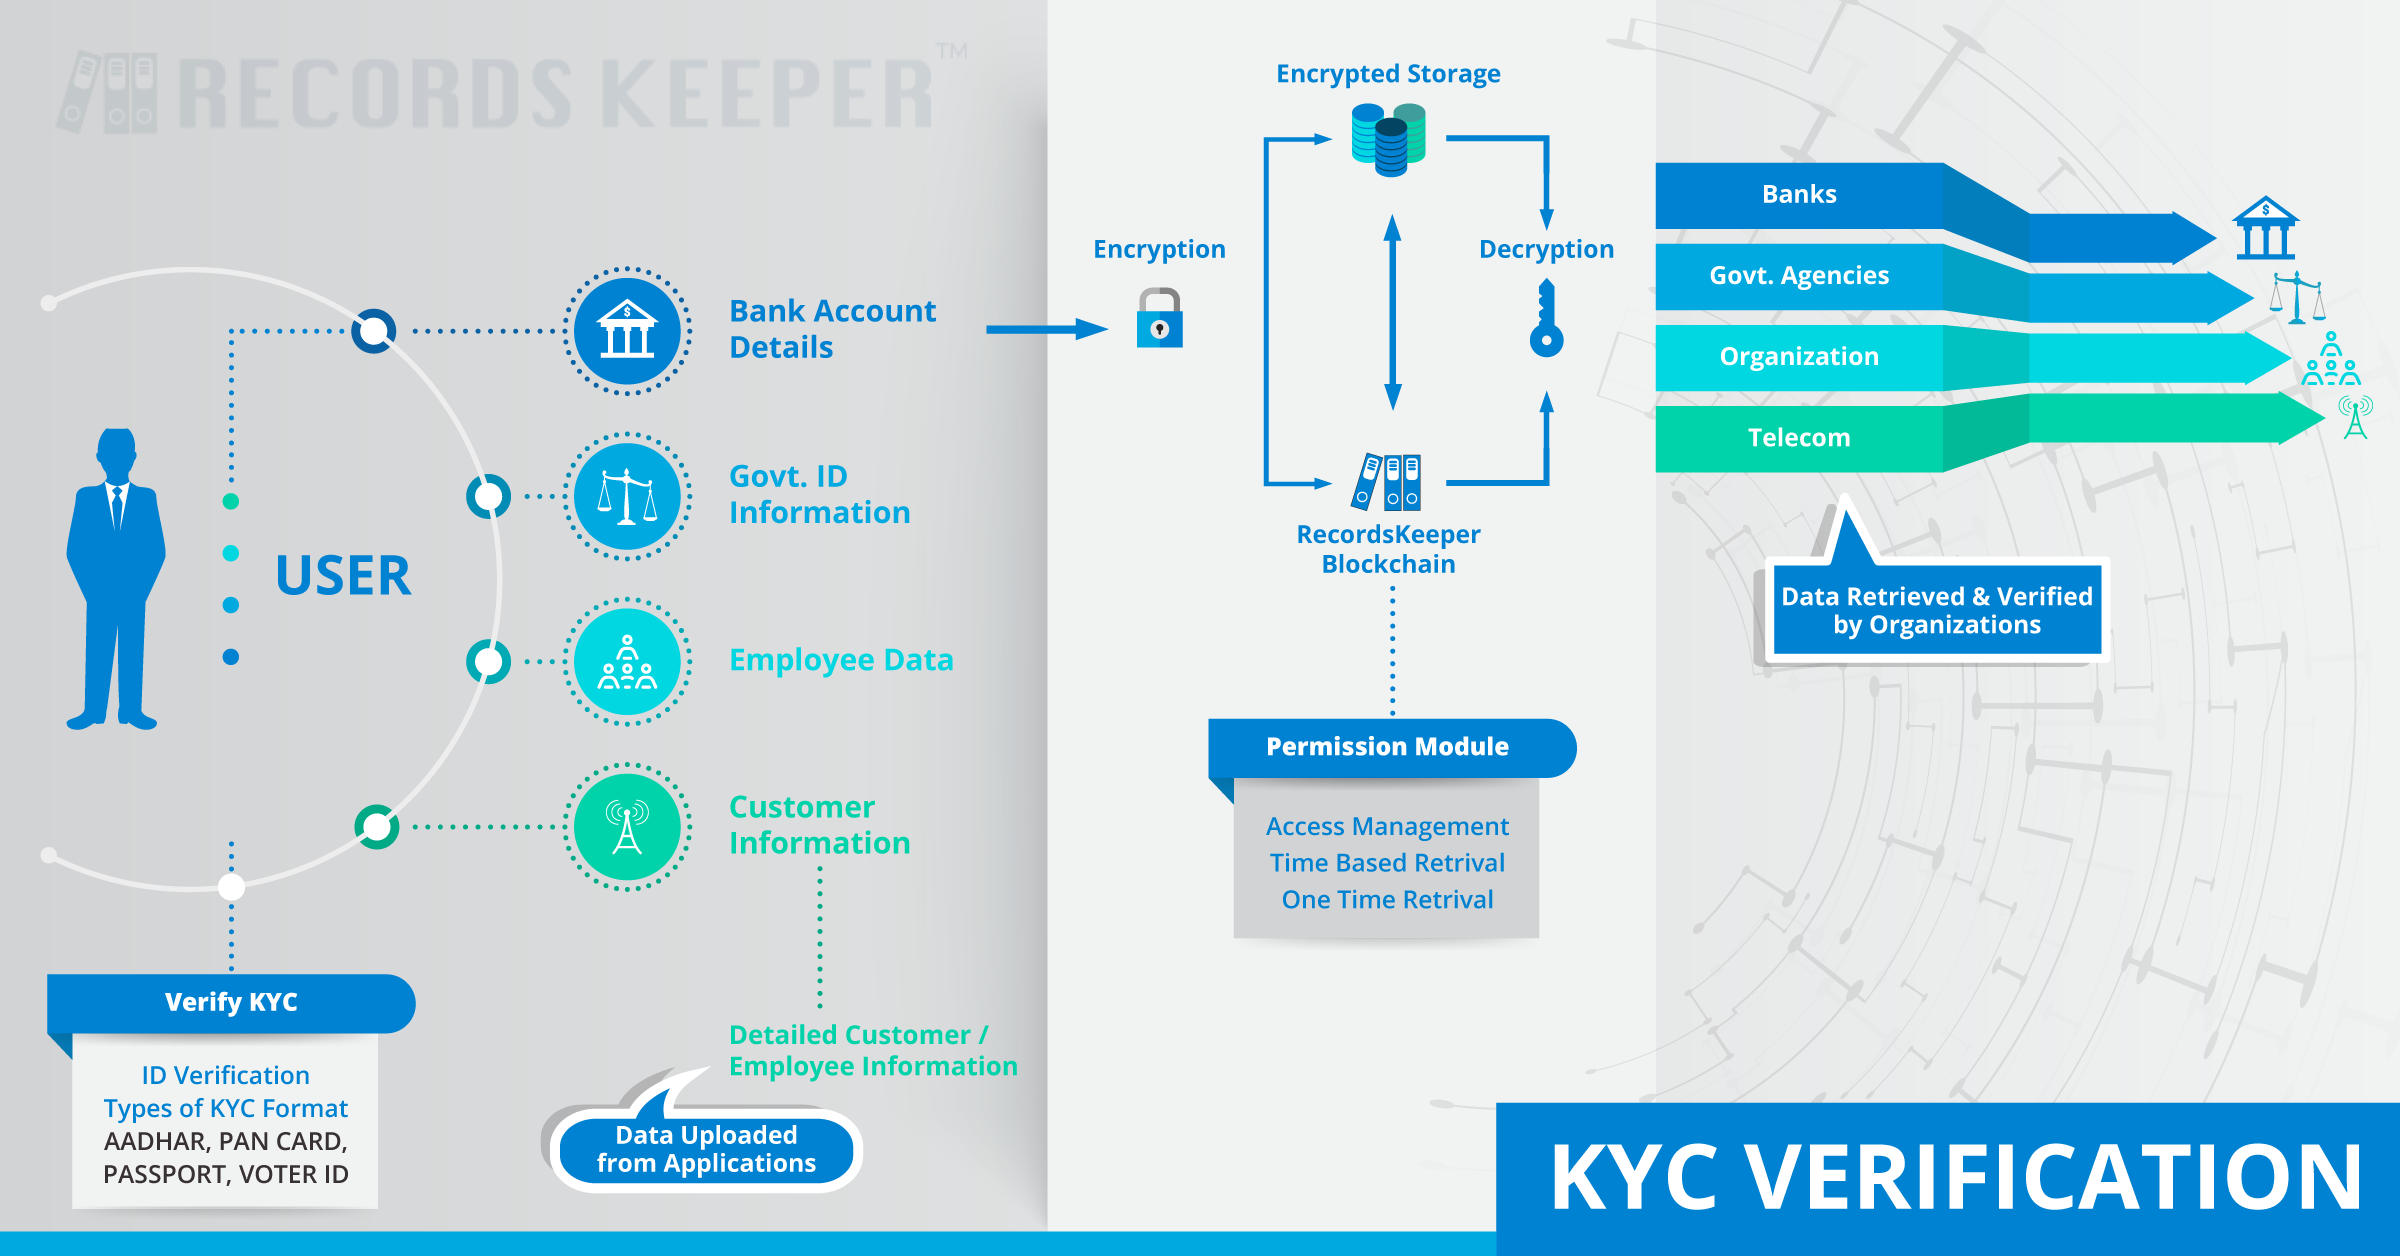 RECORDS KEEPER™
USER
Bank Account
Details
Govt. ID
Information
Employee Data
Customer
Information
Detailed Customer /
Employee Information
Data Uploaded
from Applications
Verify KYC
ID Verification
Types of KYC Format
AADHAR, PAN CARD,
PASSPORT, VOTER ID
Encrypted Storage
Encryption
Decryption
RecordsKeeper
Blockchain
Permission Module
Access Management
Time Based Retrival
One Time Retrival
Banks
Govt. Agencies
Organization
Telecom
Data Retrieved & Verified
by Organizations
KYC VERIFICATION